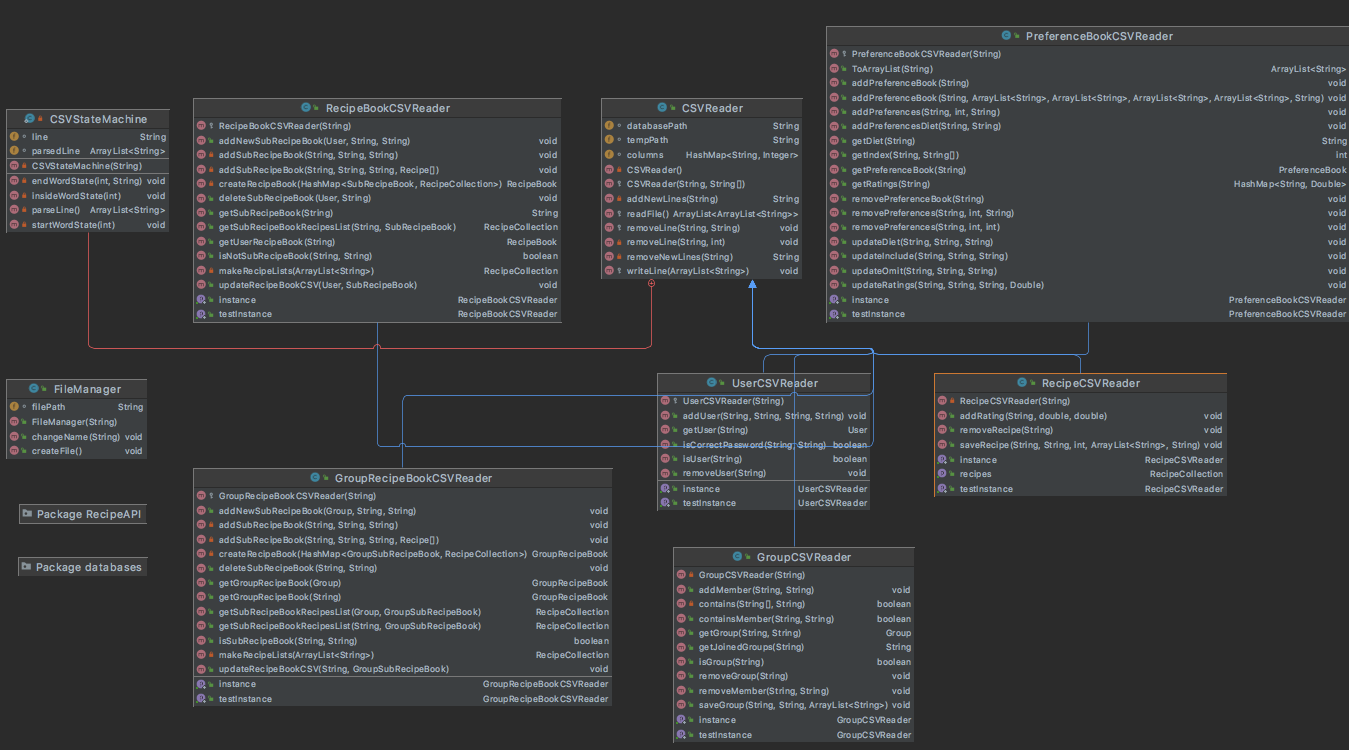 CSVStateMachine
line String
parsedLine ArrayList<String>
CSVStateMachine(String)
endWordState(int, String) void
insideWordState(int) void
parseLine() ArrayList<String>
startWordState(int) void
RecipeBookCSVReader
RecipeBookCSVReader(String)
addNewSubRecipeBook(User, String, String) void
addSubRecipeBook(String, String, String) void
addSubRecipeBook(String, String, String, Recipe[]) void
createRecipeBook(HashMap<SubRecipeBook, RecipeCollection>) RecipeBook
deleteSubRecipeBook(User, String) void
getSubRecipeBook(String) String
getSubRecipeBookRecipesList(String, SubRecipeBook) RecipeCollection
getUserRecipeBook(String) RecipeBook
isNotSubRecipeBook(String, String) boolean
makeRecipeLists(ArrayList<String>) RecipeCollection
updateRecipeBookCSV(User, SubRecipeBook) void
instance RecipeBookCSVReader
testInstance RecipeBookCSVReader
CSVReader
databasePath String
tempPath String
columns HashMap<String, Integer>
CSVReader()
CSVReader(String, String[])
addNewLines(String) String
readFile() ArrayList<ArrayList<String>>
removeLine(String, String) void
removeLine(String, int) void
removeNewLines(String) String
writeLine(ArrayList<String>) void
PreferenceBookCSVReader
PreferenceBookCSVReader(String)
ToArrayList(String) ArrayList<String>
addPreferenceBook(String) void
addPreferenceBook(String, ArrayList<String>, ArrayList<String>, ArrayList<String>, ArrayList<String>, String) void
addPreferences(String, int, String) void
addPreferencesDiet(String, String) void
getDiet(String) String
getIndex(String, String[]) int
getPreferenceBook(String) PreferenceBook
getRatings(String) HashMap<String, Double>
removePreferenceBook(String) void
removePreferences(String, int, String) void
removePreferences(String, int, int) void
updateDiet(String, String, String) void
updateInclude(String, String, String) void
updateOmit(String, String, String) void
updateRatings(String, String, String, Double) void
instance PreferenceBookCSVReader
testInstance PreferenceBookCSVReader
FileManager
filePath String
FileManager(String)
changeName(String) void
createFile() void
Package RecipeAPI
Package databases
GroupRecipeBookCSVReader
GroupRecipeBookCSVReader(String)
addNewSubRecipeBook(Group, String, String) void
addSubRecipeBook(String, String, String) void
addSubRecipeBook(String, String, String, Recipe[]) void
createRecipeBook(HashMap<GroupSubRecipeBook, RecipeCollection>) GroupRecipeBook
deleteSubRecipeBook(String, String) void
getGroupRecipeBook(Group) GroupRecipeBook
getGroupRecipeBook(String) GroupRecipeBook
getSubRecipeBookRecipesList(Group, GroupSubRecipeBook) RecipeCollection
getSubRecipeBookRecipesList(String, GroupSubRecipeBook) RecipeCollection
isSubRecipeBook(String, String) boolean
makeRecipeLists(ArrayList<String>) RecipeCollection
updateRecipeBookCSV(String, GroupSubRecipeBook) void
instance GroupRecipeBookCSVReader
testInstance GroupRecipeBookCSVReader
UserCSVReader
UserCSVReader(String)
addUser(String, String, String, String) void
getUser(String) User
isCorrectPassword(String, String) boolean
isUser(String) boolean
removeUser(String) void
instance UserCSVReader
testInstance UserCSVReader
RecipeCSVReader
RecipeCSVReader(String)
addRating(String, double, double) void
removeRecipe(String) void
saveRecipe(String, String, int, ArrayList<String>, String) void
instance RecipeCSVReader
recipes RecipeCollection
testInstance RecipeCSVReader
GroupCSVReader
GroupCSVReader(String)
addMember(String, String) void
contains(String[], String) boolean
containsMember(String, String) boolean
getGroup(String, String) Group
getJoinedGroups(String) String
isGroup(String) boolean
removeGroup(String) void
removeMember(String, String) void
saveGroup(String, String, ArrayList<String>) void
instance GroupCSVReader
testInstance GroupCSVReader